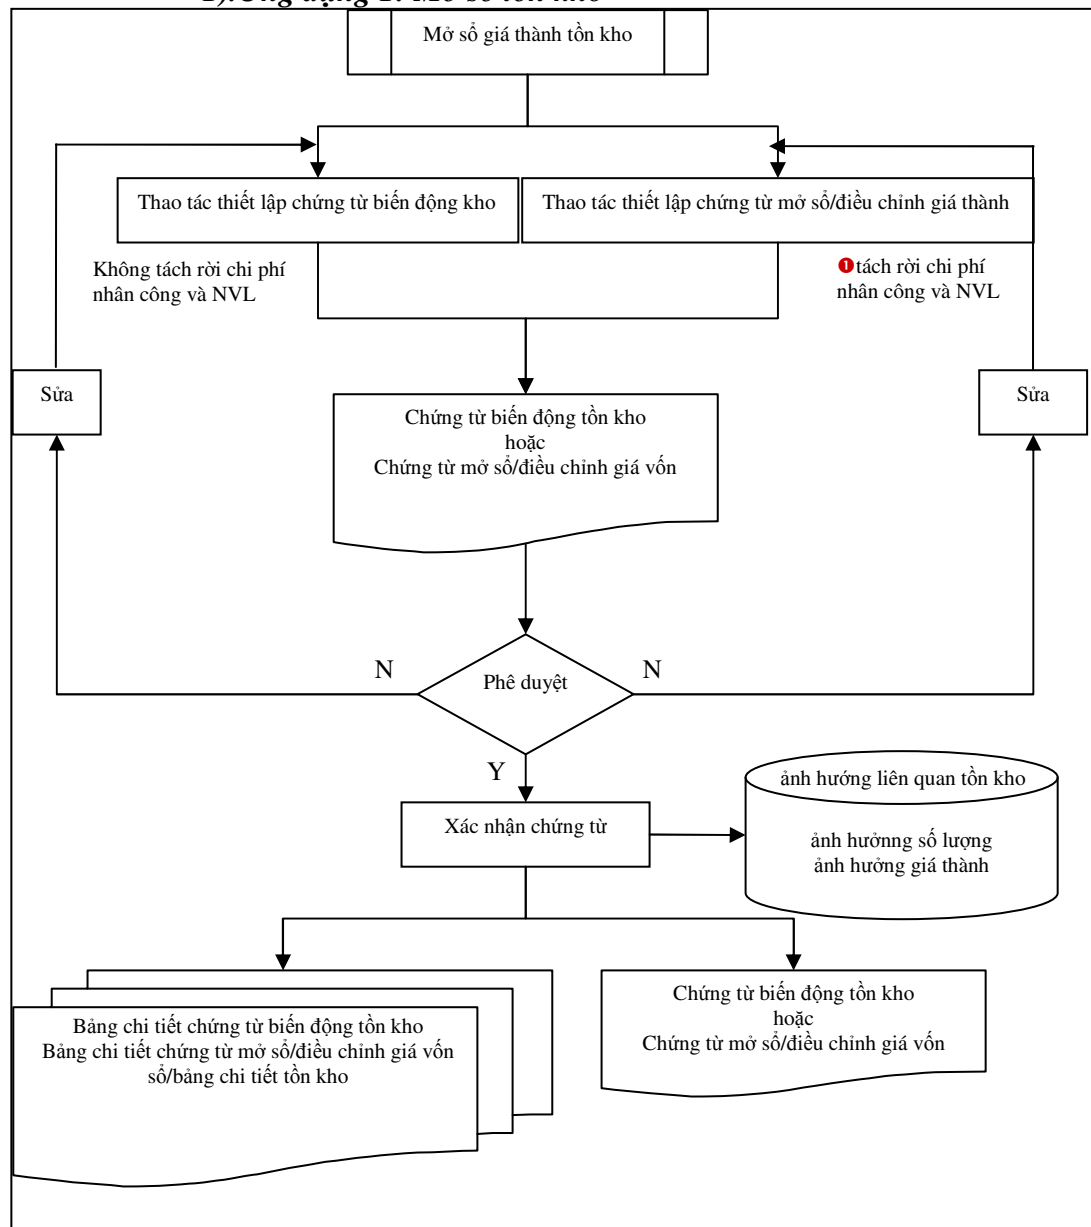 Mở sổ giá thành tồn kho
Thao tác thiết lập chứng từ biến động kho
Thao tác thiết lập chứng từ mở sổ/điều chỉnh giá thành
Không tách rời chi phí
nhân công và NVL
❶tách rời chi phí
nhân công và NVL
Sửa
Sửa
Chứng từ biến động tồn kho
hoặc
Chứng từ mở sổ/điều chỉnh giá vốn
N
Phê duyệt
N
Y
Xác nhận chứng từ
ảnh hướng liên quan tồn kho
ảnh hưởnng số lượng
ảnh hưởng giá thành
Bảng chi tiết chứng từ biến động tồn kho
Bảng chi tiết chứng từ mở sổ/điều chỉnh giá vốn
sổ/bảng chi tiết tồn kho
Chứng từ biến động tồn kho
hoặc
Chứng từ mở sổ/điều chỉnh giá vốn